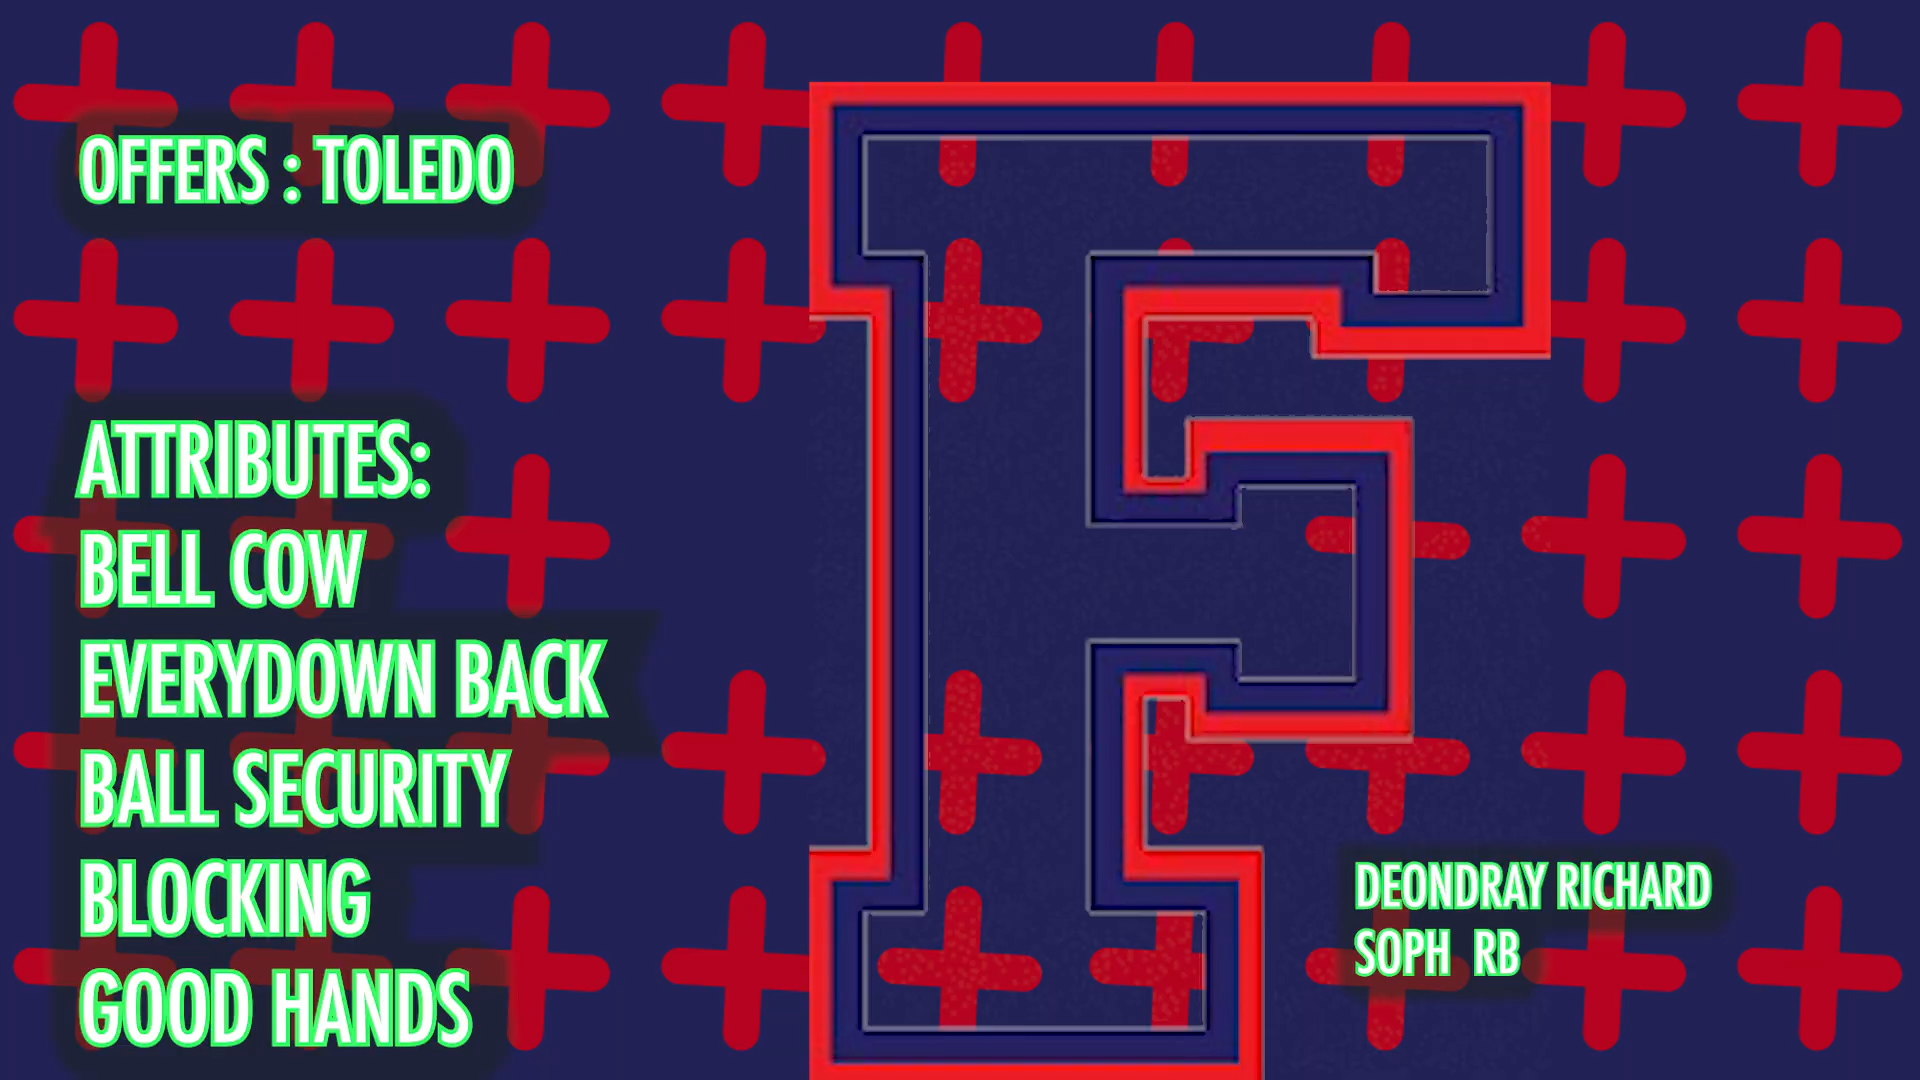 OFFERS : TOLEDO
ATTRIBUTES:
BELL COW
EVERYDOWN BACK
BALL SECURITY
BLOCKING
GOOD HANDS
F
DEONDRAY RICHARD
SOPH RB